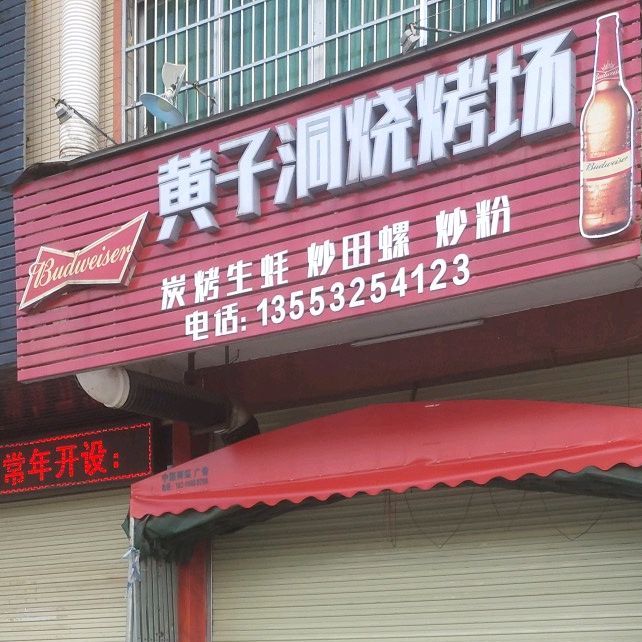 黄子洞烧烤场
Budweiser
Budweiser
炭烤生蚝 炒田螺 炒粉
电话:13553254123
常年开设: